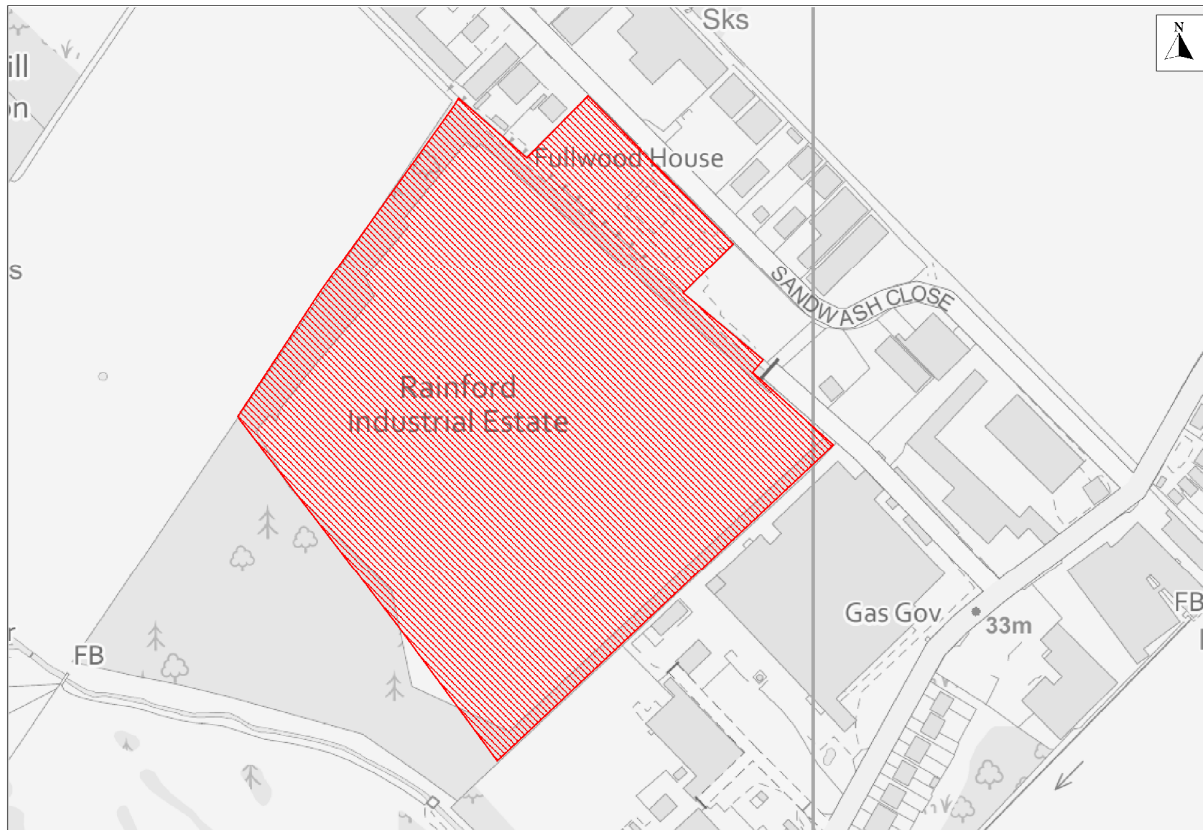 Sks
N
ill
on
Fullwood House
s
SANDWASH CLOSE
Rainford
Industrial Estate
Gas Gov
FB
33m
r
FB